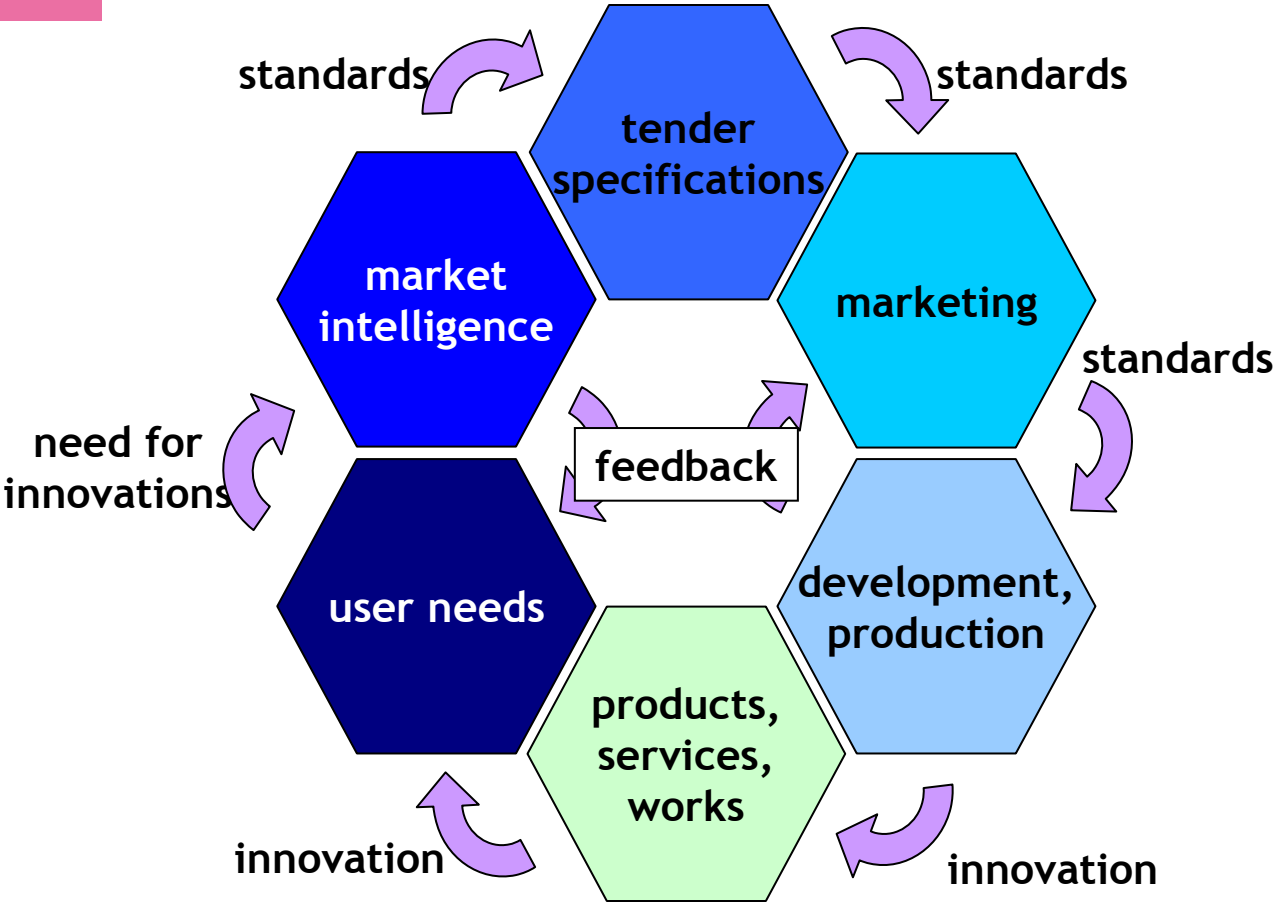 standards
standards
tender
specifications
market
intelligence
marketing
standards
need for
innovations
feedback
user needs
development,
production
products,
services,
works
innovation
innovation